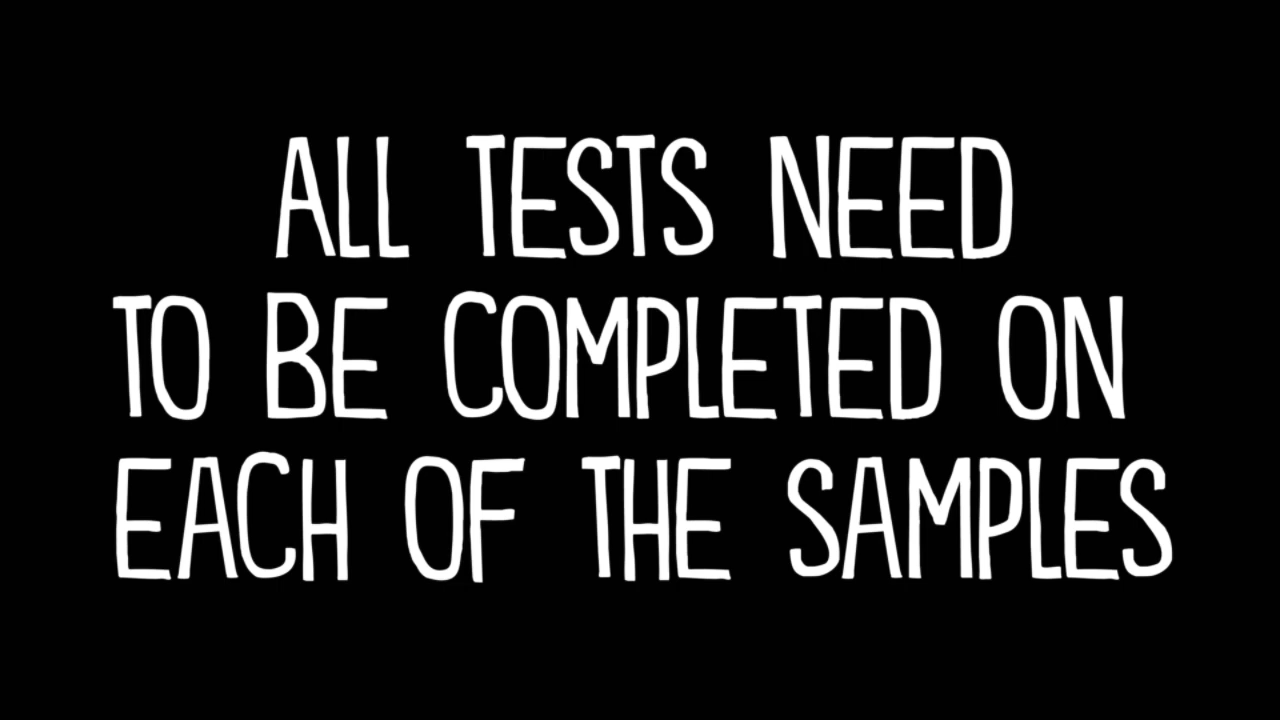 ALL TESTS NEED
TO BE COMPLETED ON
EACH OF THE SAMPLES